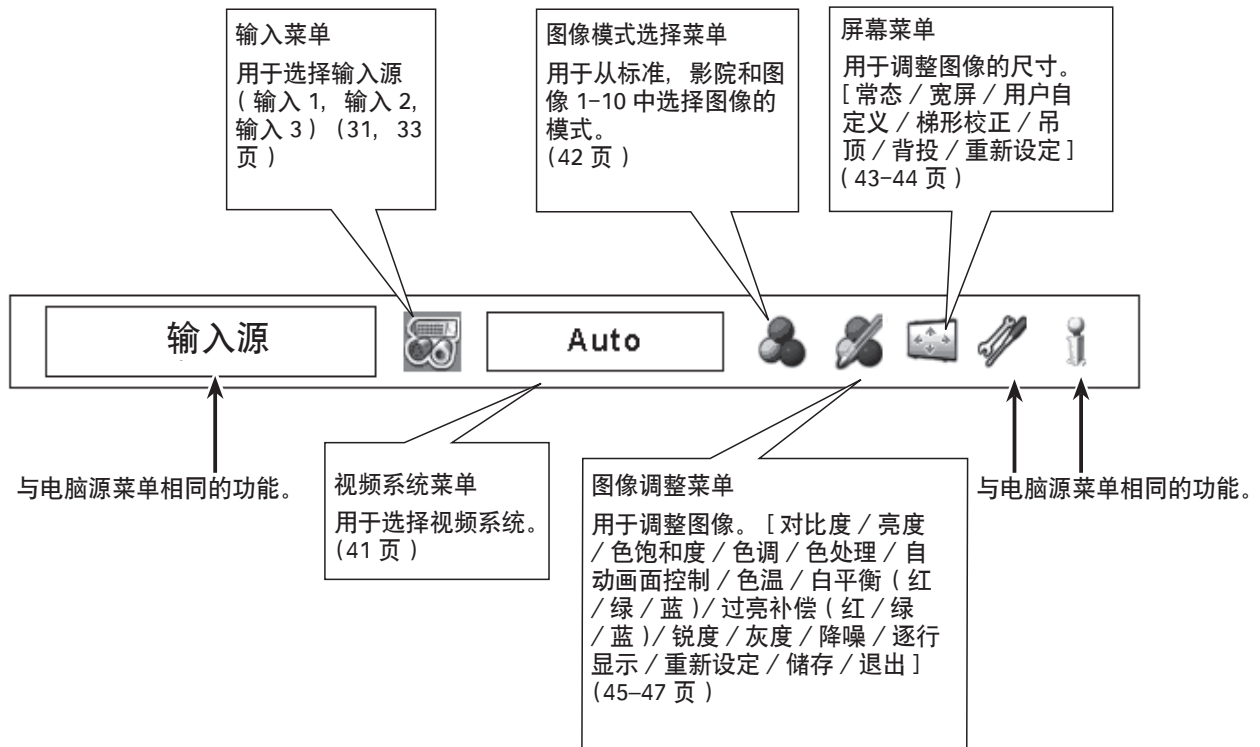 输入菜单
用于选择输入源
( 输入 1, 输入 2,
输入 3 ) (31, 33
页 )
图像模式选择菜单
用于从标准, 影院和图
像 1-10 中选择图像的
模式。
(42 页 )
屏幕菜单
用于调整图像的尺寸。
[ 常态 / 宽屏 / 用户自
定义 / 梯形校正 / 吊
顶 / 背投 / 重新设定 ]
( 43-44 页 )
输入源
Auto
与电脑源菜单相同的功能。
视频系统菜单
用于选择视频系统。
(41 页 )
图像调整菜单
用于调整图像。 [ 对比度 / 亮度
/ 色饱和度 / 色调 / 色处理 / 自
动画面控制 / 色温 / 白平衡 ( 红
/ 绿 / 蓝 )/ 过亮补偿 ( 红 / 绿
/ 蓝 )/ 锐度 / 灰度 / 降噪 / 逐行
显示 / 重新设定 / 储存 / 退出 ]
(45–47 页 )
与电脑源菜单相同的功能。